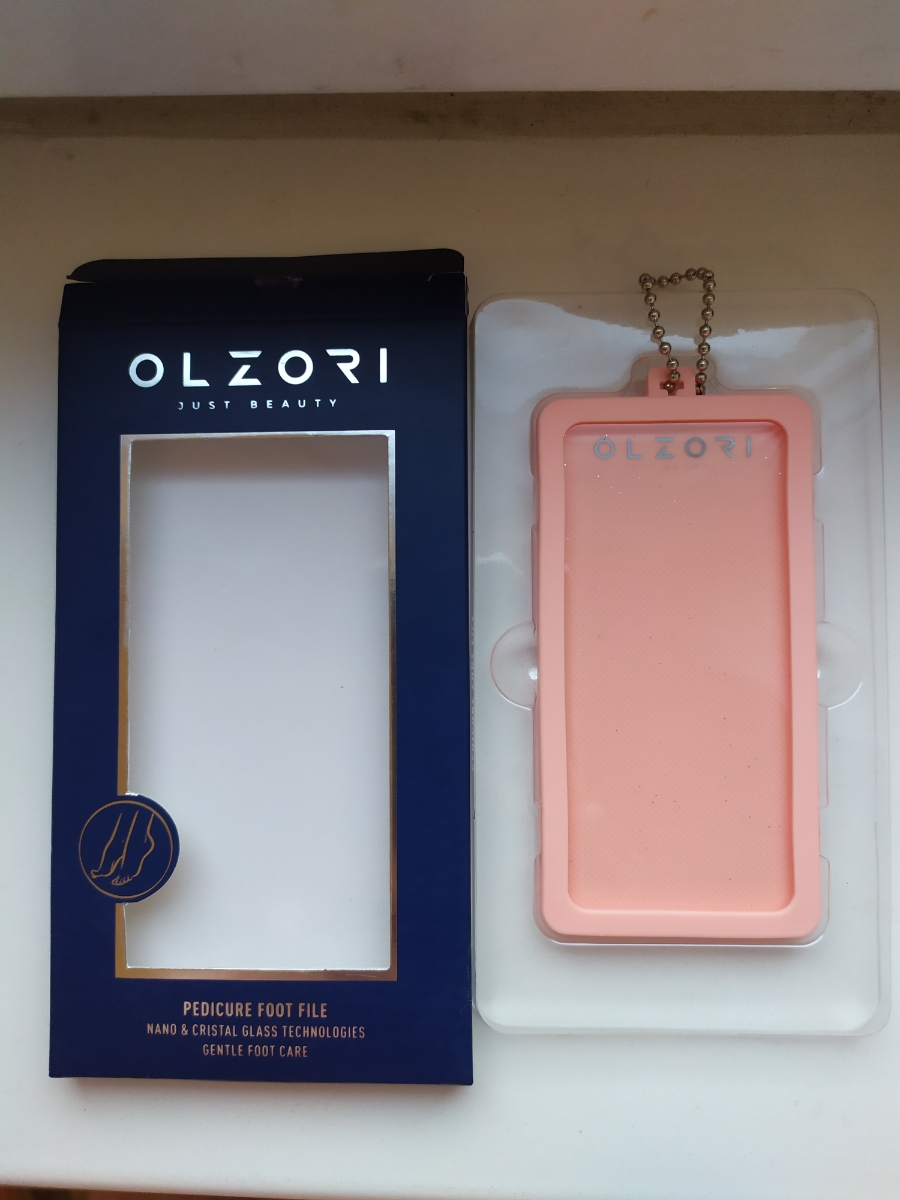 OLZORI
JUST BEAUTY
PEDICURE FOOT FILE
NANO & CRISTAL GLASS TECHNOLOGIES
GENTLE FOOT CARE
OLZORI